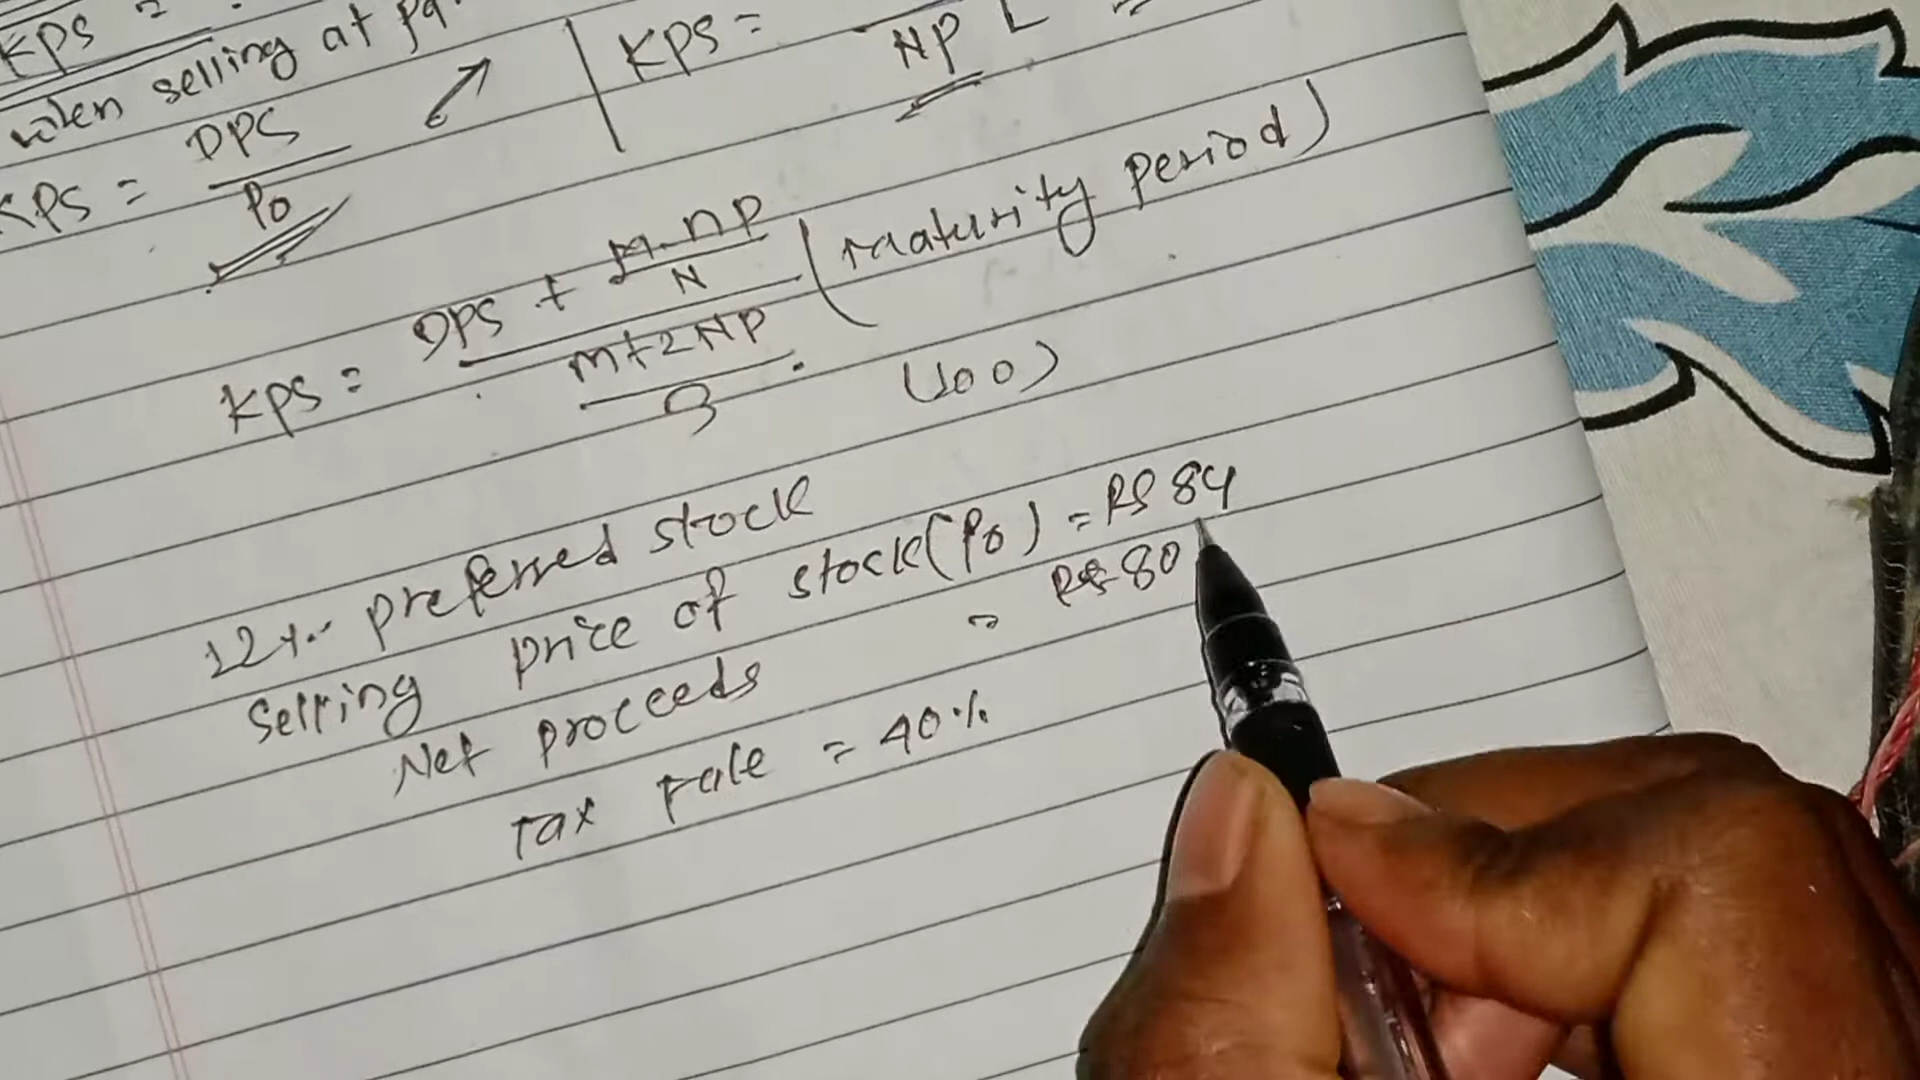 KPS =
when selling at
KPS = DPS / P0
KPS = / NP
KPS = DPS + M-NP / N / M+2NP / 3 (maturity period)
(100)
12% preferred stock
Selling price of stock (P0) = RS 84
Net proceeds = RS 80
Tax rate = 40%